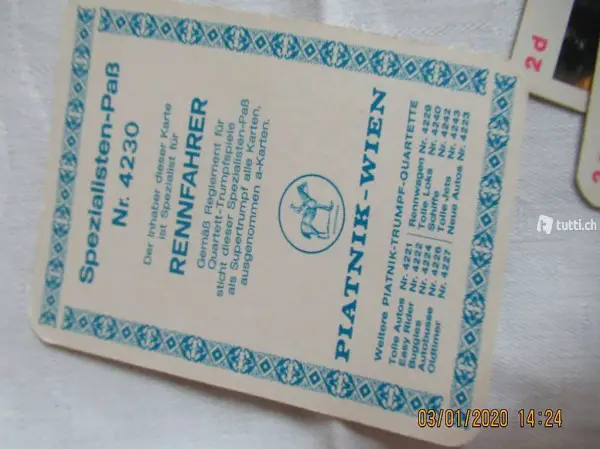 Spezialisten-Paß
Nr. 4230
Der Inhaber dieser Karte
ist Spezialist für
RENNFAHRER
Gemäß Reglement für
Quartett-Trumpfspiele
sticht dieser Spezialisten-Paß
als Supertrumpf alle Karten,
ausgenommen a-Karten.
PIATNIK-WIEN
Weitere PIATNIK-TRUMPF-QUARTETTE
Tolle Autos Nr. 4221
Easy Rider Nr. 4222
Buggies Nr. 4224
Autobusse Nr. 4226
Oldtimer Nr. 4227
Rennwagen Nr. 4229
Tolle Loks Nr. 4240
Schiffe Nr. 4242
Tolle Jets Nr. 4243
Neue Autos Nr. 4223
2 d
tutti.ch
03/01/2020 14:24